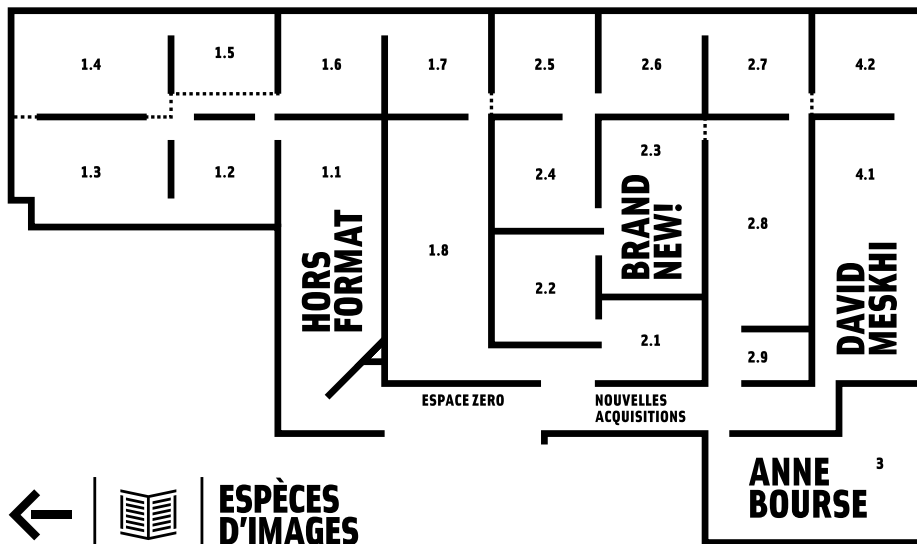 1.4
1.5
1.6
1.7
2.5
2.6
2.7
4.2
1.3
1.2
1.1
2.4
2.3
4.1
1.8
2.8
2.2
2.1
2.9
HORS
FORMAT
BRAND
NEW!
DAVID
MESKHI
ESPACE ZERO
NOUVELLES
ACQUISITIONS
ANNE
BOURSE
3
ESPÈCES
D'IMAGES